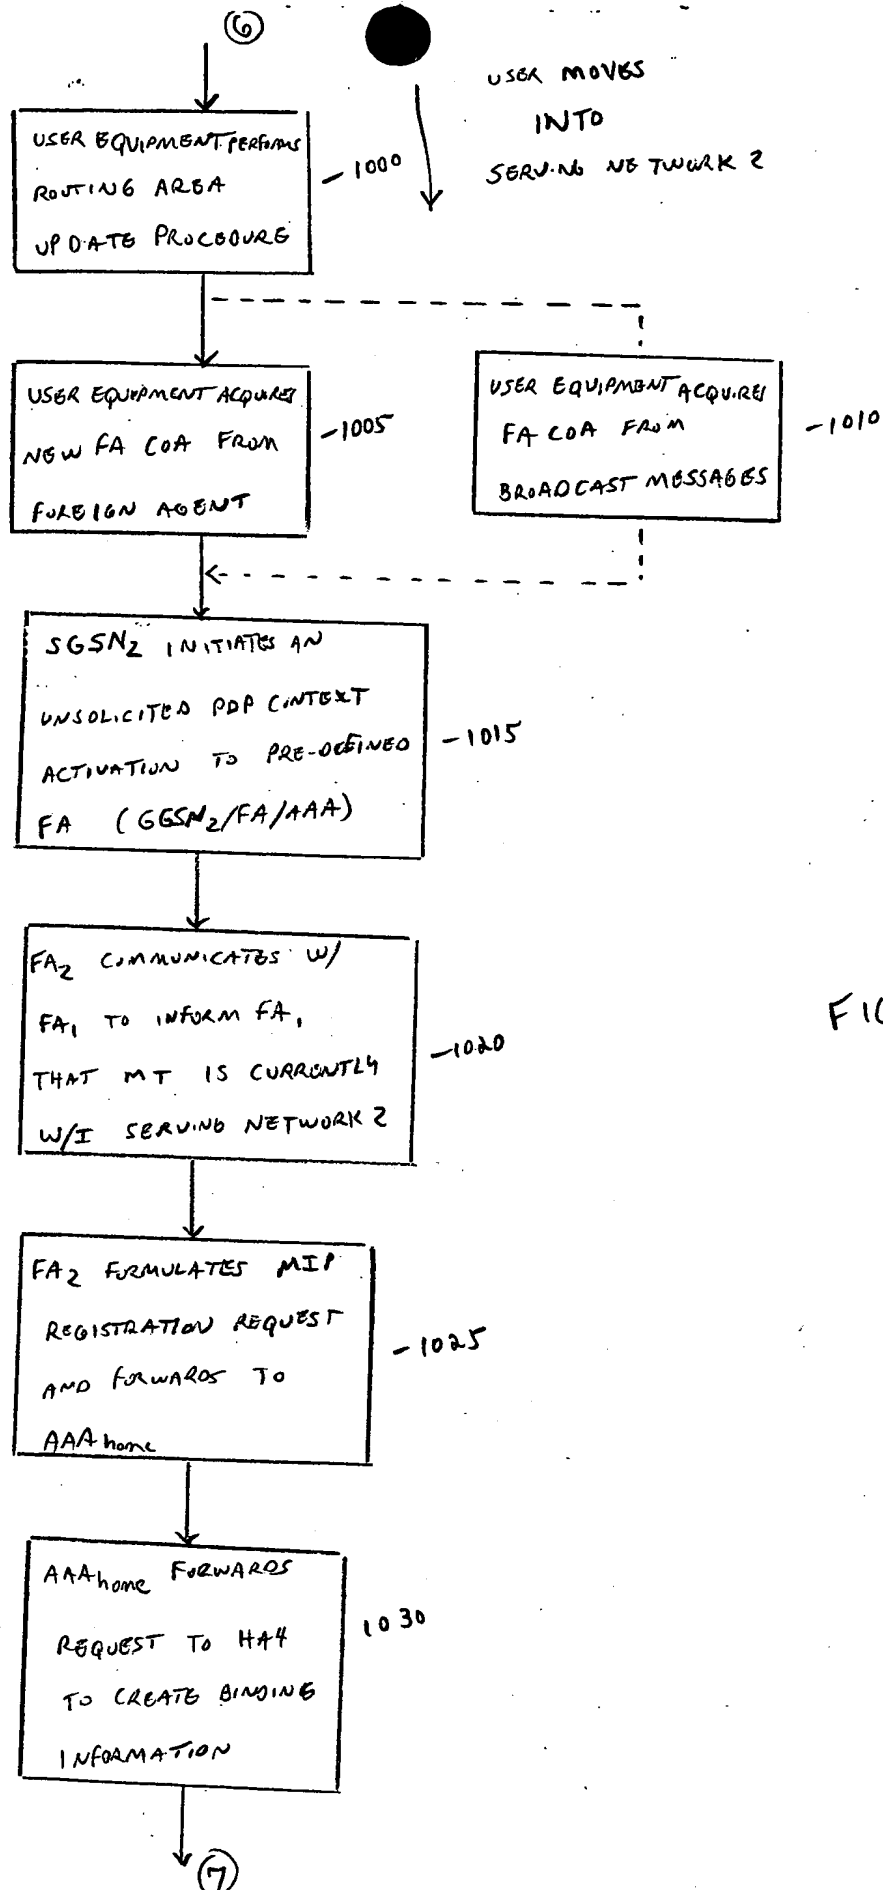 6
USER MOVES
INTO
SERVING NETWORK 2
USER EQUIPMENT PERFORMS
ROUTING AREA
UPDATE PROCEDURE
1000
USER EQUIPMENT ACQUIRES
NEW FA COA FROM
FOREIGN AGENT
1005
USER EQUIPMENT ACQUIRES
FA COA FROM
BROADCAST MESSAGES
1010
SGSN2 INITIATES AN
UNSOLICITED PDP CONTEXT
ACTIVATION TO PRE-DEFINED
FA (GGSN2/FA/AAA)
1015
FA2 COMMUNICATES W/
FA1 TO INFORM FA1
THAT MT IS CURRENTLY
W/I SERVING NETWORK 2
1020
FA2 FORMULATES MIP
REGISTRATION REQUEST
AND FORWARDS TO
AAAhome
1025
AAAhome FORWARDS
REQUEST TO HA4
TO CREATE BINDING
INFORMATION
1030
7